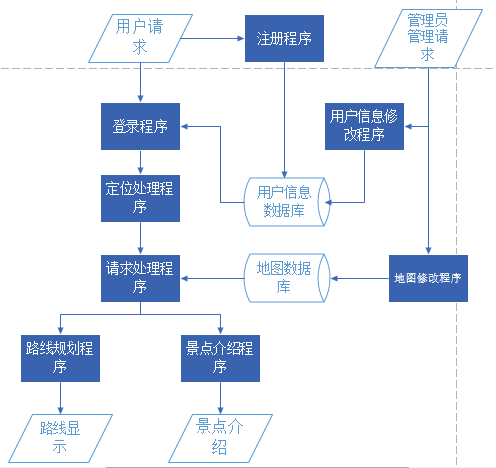 用户请
求
注册程序
管理员
管理请
求
登录程序
用户信息修
改程序
定位处理程
序
用户信息
数据库
请求处理程
序
地图数据
库
地图修改程序
路线规划程
序
景点介绍程
序
路线显
示
景点介
绍